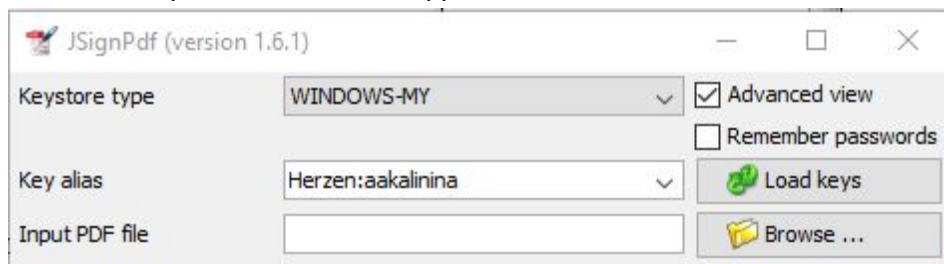 JSignPdf (version 1.6.1)
Keystore type WINDOWS-MY Advanced view
Remember passwords
Key alias Herzen:aakalinina Load keys
Input PDF file Browse ...